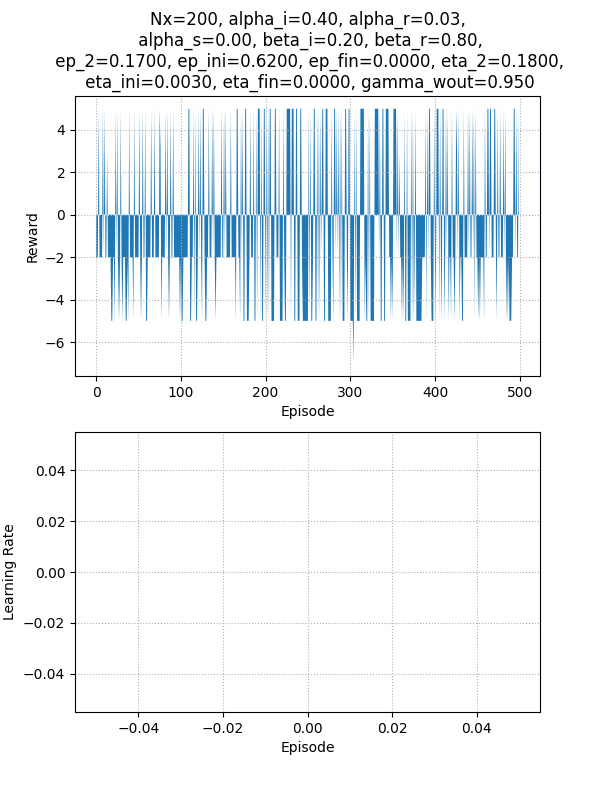 Nx=200, alpha_i=0.40, alpha_r=0.03,
alpha_s=0.00, beta_i=0.20, beta_r=0.80,
ep_2=0.1700, ep_ini=0.6200, ep_fin=0.0000, eta_2=0.1800,
eta_ini=0.0030, eta_fin=0.0000, gamma_wout=0.950
4
2
0
−2
−4
−6
Reward
0 100 200 300 400 500
Episode
0.04
0.02
0.00
−0.02
−0.04
Learning Rate
−0.04 −0.02 0.00 0.02 0.04
Episode